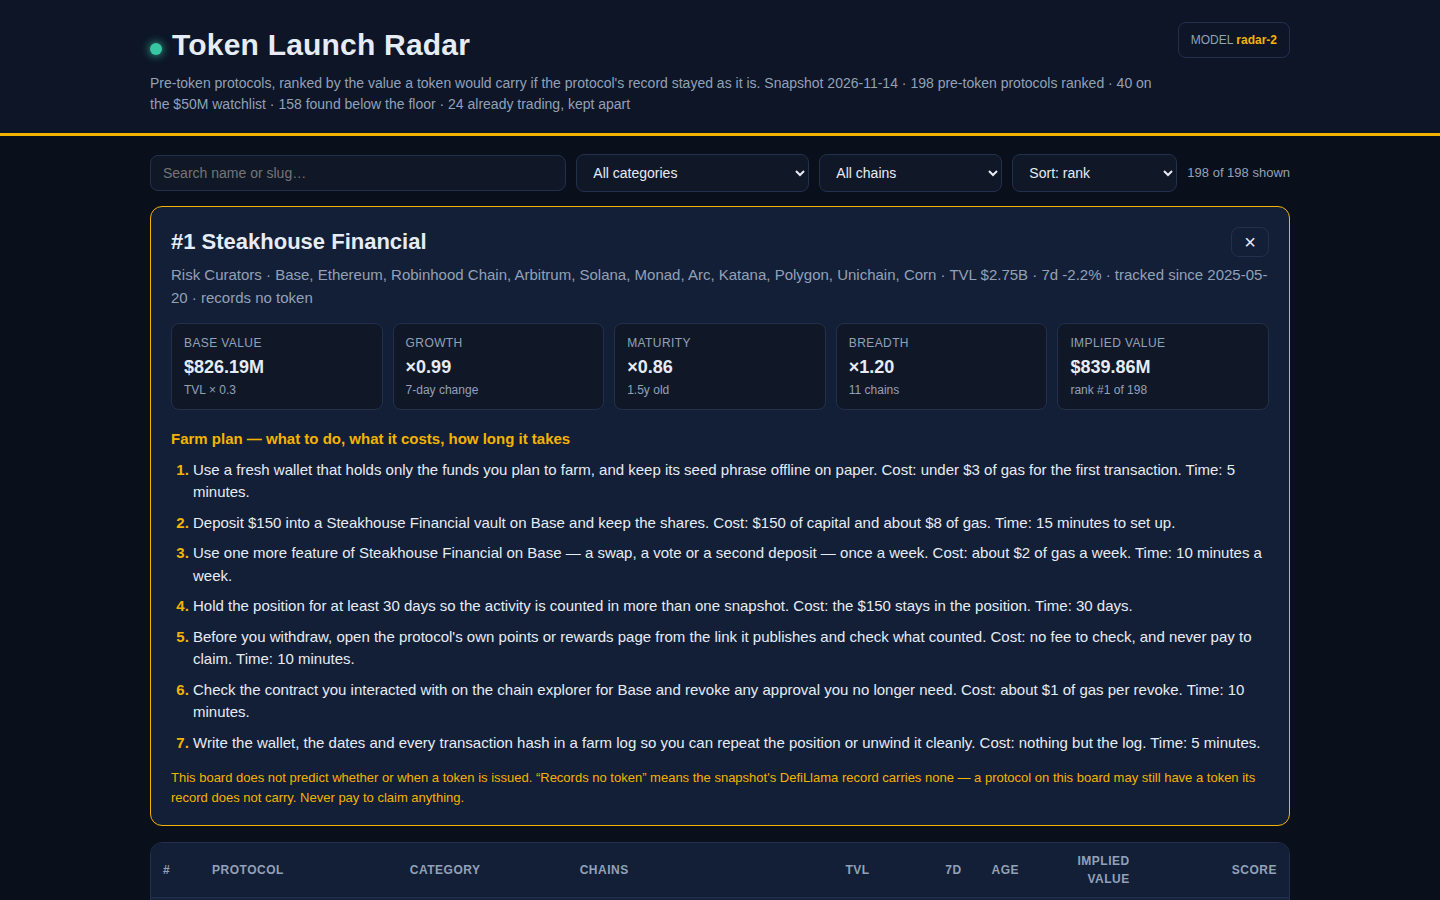 Token Launch Radar
MODEL radar-2
Pre-token protocols, ranked by the value a token would carry if the protocol's record stayed as it is. Snapshot 2026-11-14 · 198 pre-token protocols ranked · 40 on
the $50M watchlist · 158 found below the floor · 24 already trading, kept apart
Search name or slug…
All categories
All chains
Sort: rank
198 of 198 shown
#1 Steakhouse Financial
✕
Risk Curators · Base, Ethereum, Robinhood Chain, Arbitrum, Solana, Monad, Arc, Katana, Polygon, Unichain, Corn · TVL $2.75B · 7d -2.2% · tracked since 2025-05-
20 · records no token
BASE VALUE
$826.19M
TVL × 0.3
GROWTH
×0.99
7-day change
MATURITY
×0.86
1.5y old
BREADTH
×1.20
11 chains
IMPLIED VALUE
$839.86M
rank #1 of 198
Farm plan — what to do, what it costs, how long it takes
1. Use a fresh wallet that holds only the funds you plan to farm, and keep its seed phrase offline on paper. Cost: under $3 of gas for the first transaction. Time: 5
minutes.
2. Deposit $150 into a Steakhouse Financial vault on Base and keep the shares. Cost: $150 of capital and about $8 of gas. Time: 15 minutes to set up.
3. Use one more feature of Steakhouse Financial on Base — a swap, a vote or a second deposit — once a week. Cost: about $2 of gas a week. Time: 10 minutes a
week.
4. Hold the position for at least 30 days so the activity is counted in more than one snapshot. Cost: the $150 stays in the position. Time: 30 days.
5. Before you withdraw, open the protocol's own points or rewards page from the link it publishes and check what counted. Cost: no fee to check, and never pay to
claim. Time: 10 minutes.
6. Check the contract you interacted with on the chain explorer for Base and revoke any approval you no longer need. Cost: about $1 of gas per revoke. Time: 10
minutes.
7. Write the wallet, the dates and every transaction hash in a farm log so you can repeat the position or unwind it cleanly. Cost: nothing but the log. Time: 5 minutes.
This board does not predict whether or when a token is issued. “Records no token” means the snapshot's DefiLlama record carries none — a protocol on this board may still have a token its
record does not carry. Never pay to claim anything.
# PROTOCOL CATEGORY CHAINS TVL 7D AGE IMPLIED VALUE SCORE